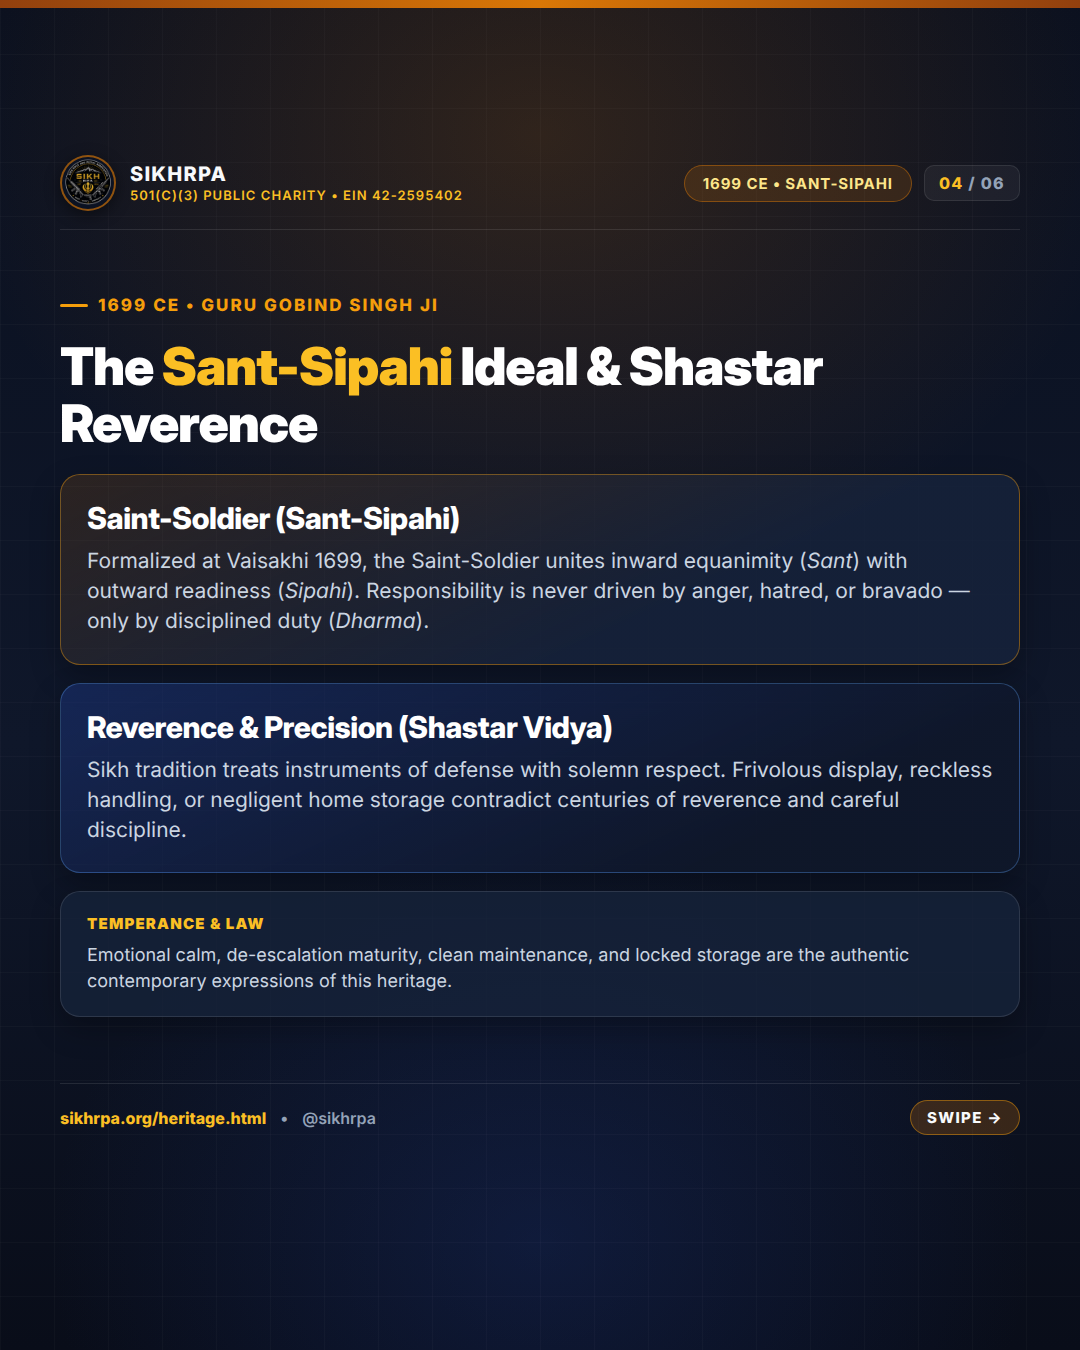 SIKH
SIKHRPA
501(C)(3) PUBLIC CHARITY • EIN 42-2595402
1699 CE • SANT-SIPAHI
04 / 06
1699 CE • GURU GOBIND SINGH JI
The Sant-Sipahi Ideal & Shastar
Reverence
Saint-Soldier (Sant-Sipahi)
Formalized at Vaisakhi 1699, the Saint-Soldier unites inward equanimity (Sant) with
outward readiness (Sipahi). Responsibility is never driven by anger, hatred, or bravado —
only by disciplined duty (Dharma).
Reverence & Precision (Shastar Vidya)
Sikh tradition treats instruments of defense with solemn respect. Frivolous display, reckless
handling, or negligent home storage contradict centuries of reverence and careful
discipline.
TEMPERANCE & LAW
Emotional calm, de-escalation maturity, clean maintenance, and locked storage are the authentic
contemporary expressions of this heritage.
sikhrpa.org/heritage.html • @sikhrpa
SWIPE →